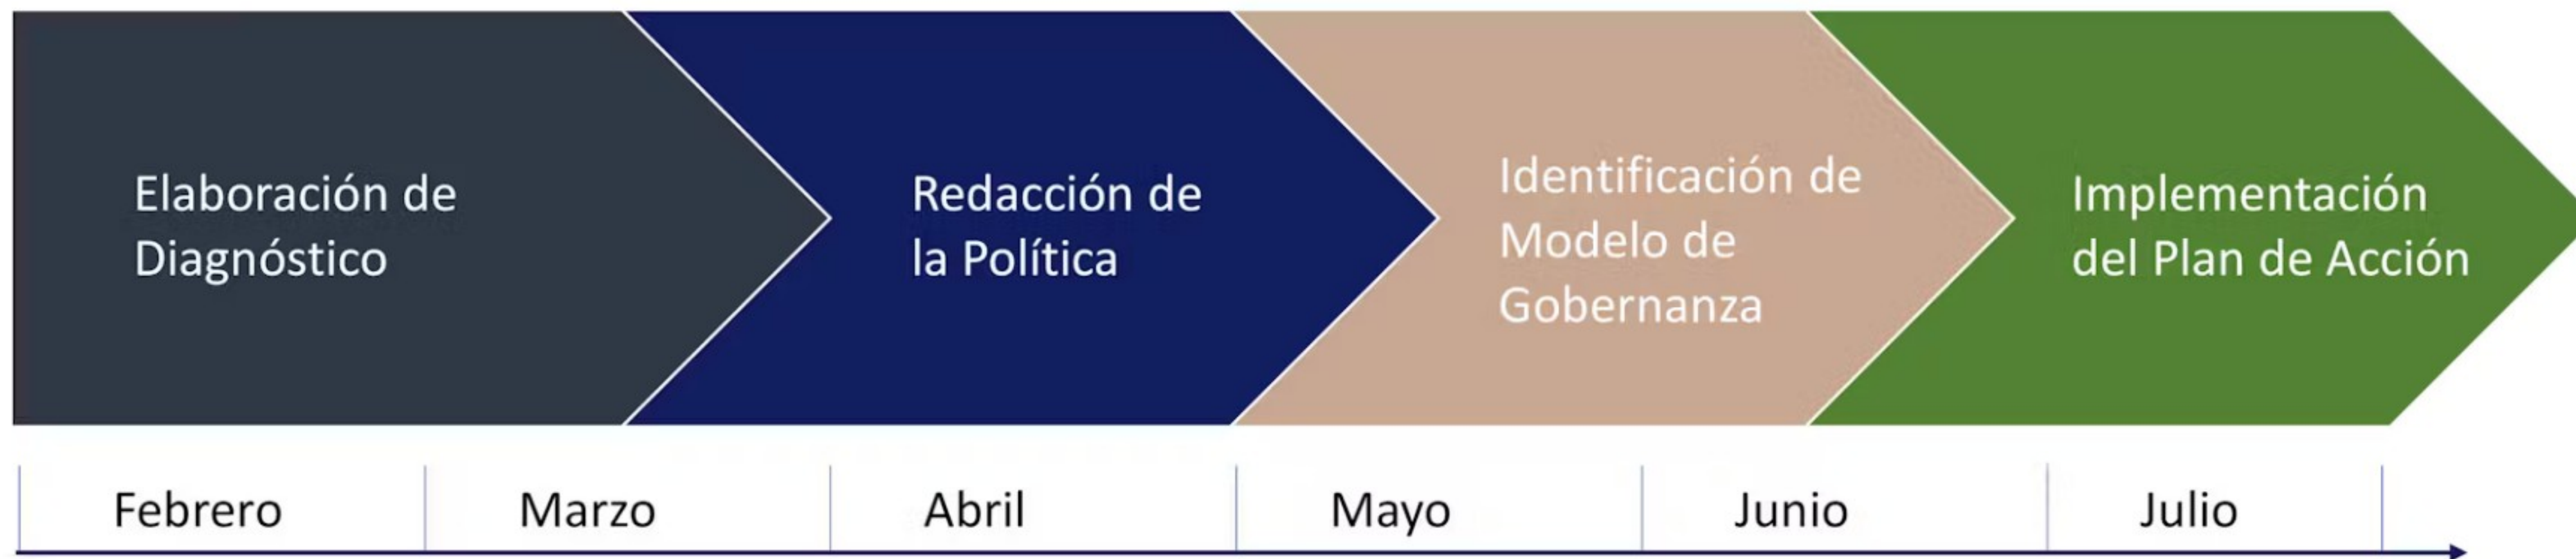 Elaboración de
Diagnóstico
Redacción de
la Política
Identificación de
Modelo de
Gobernanza
Implementación
del Plan de Acción
Febrero
Marzo
Abril
Mayo
Junio
Julio